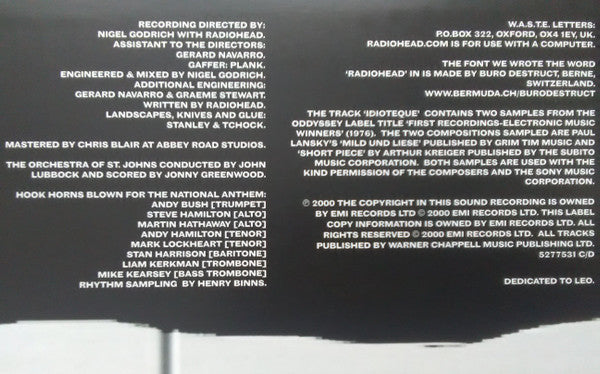 RECORDING DIRECTED BY:
NIGEL GODRICH WITH RADIOHEAD.
ASSISTANT TO THE DIRECTORS:
GERARD NAVARRO.
GAFFER: PLANK.
ENGINEERED & MIXED BY NIGEL GODRICH.
ADDITIONAL ENGINEERING:
GERARD NAVARRO & GRAEME STEWART.
WRITTEN BY RADIOHEAD.
LANDSCAPES, KNIVES AND GLUE:
STANLEY & TCHOCK.
MASTERED BY CHRIS BLAIR AT ABBEY ROAD STUDIOS.
THE ORCHESTRA OF ST. JOHNS CONDUCTED BY JOHN
LUBBOCK AND SCORED BY JONNY GREENWOOD.
HOOK HORNS BLOWN FOR THE NATIONAL ANTHEM:
ANDY BUSH [TRUMPET]
STEVE HAMILTON [ALTO]
MARTIN HATHAWAY [ALTO]
ANDY HAMILTON [TENOR]
MARK LOCKHEART [TENOR]
STAN HARRISON [BARITONE]
LIAM KERKMAN [TROMBONE]
MIKE KEARSEY [BASS TROMBONE]
RHYTHM SAMPLING BY HENRY BINNS.
W.A.S.T.E. LETTERS:
P.O.BOX 322, OXFORD, OX4 1EY, UK.
RADIOHEAD.COM IS FOR USE WITH A COMPUTER.
THE FONT WE WROTE THE WORD
'RADIOHEAD' IN IS MADE BY BURO DESTRUCT, BERNE,
SWITZERLAND.
WWW.BERMUDA.CH/BURODESTRUCT
THE TRACK 'IDIOTEQUE' CONTAINS TWO SAMPLES FROM THE
ODDYSSEY LABEL TITLE 'FIRST RECORDINGS-ELECTRONIC MUSIC
WINNERS' (1976). THE TWO COMPOSITIONS SAMPLED ARE PAUL
LANSKY'S 'MILD UND LIESE' PUBLISHED BY GRIM TIM MUSIC AND
'SHORT PIECE' BY ARTHUR KREIGER PUBLISHED BY THE SUBITO
MUSIC CORPORATION. BOTH SAMPLES ARE USED WITH THE
KIND PERMISSION OF THE COMPOSERS AND THE SONY MUSIC
CORPORATION.
℗ 2000 THE COPYRIGHT IN THIS SOUND RECORDING IS OWNED
BY EMI RECORDS LTD © 2000 EMI RECORDS LTD. THIS LABEL
COPY INFORMATION IS OWNED BY EMI RECORDS LTD. ALL
RIGHTS RESERVED © 2000 EMI RECORDS LTD. ALL TRACKS
PUBLISHED BY WARNER CHAPPELL MUSIC PUBLISHING LTD.
5277531 C/D
DEDICATED TO LEO.